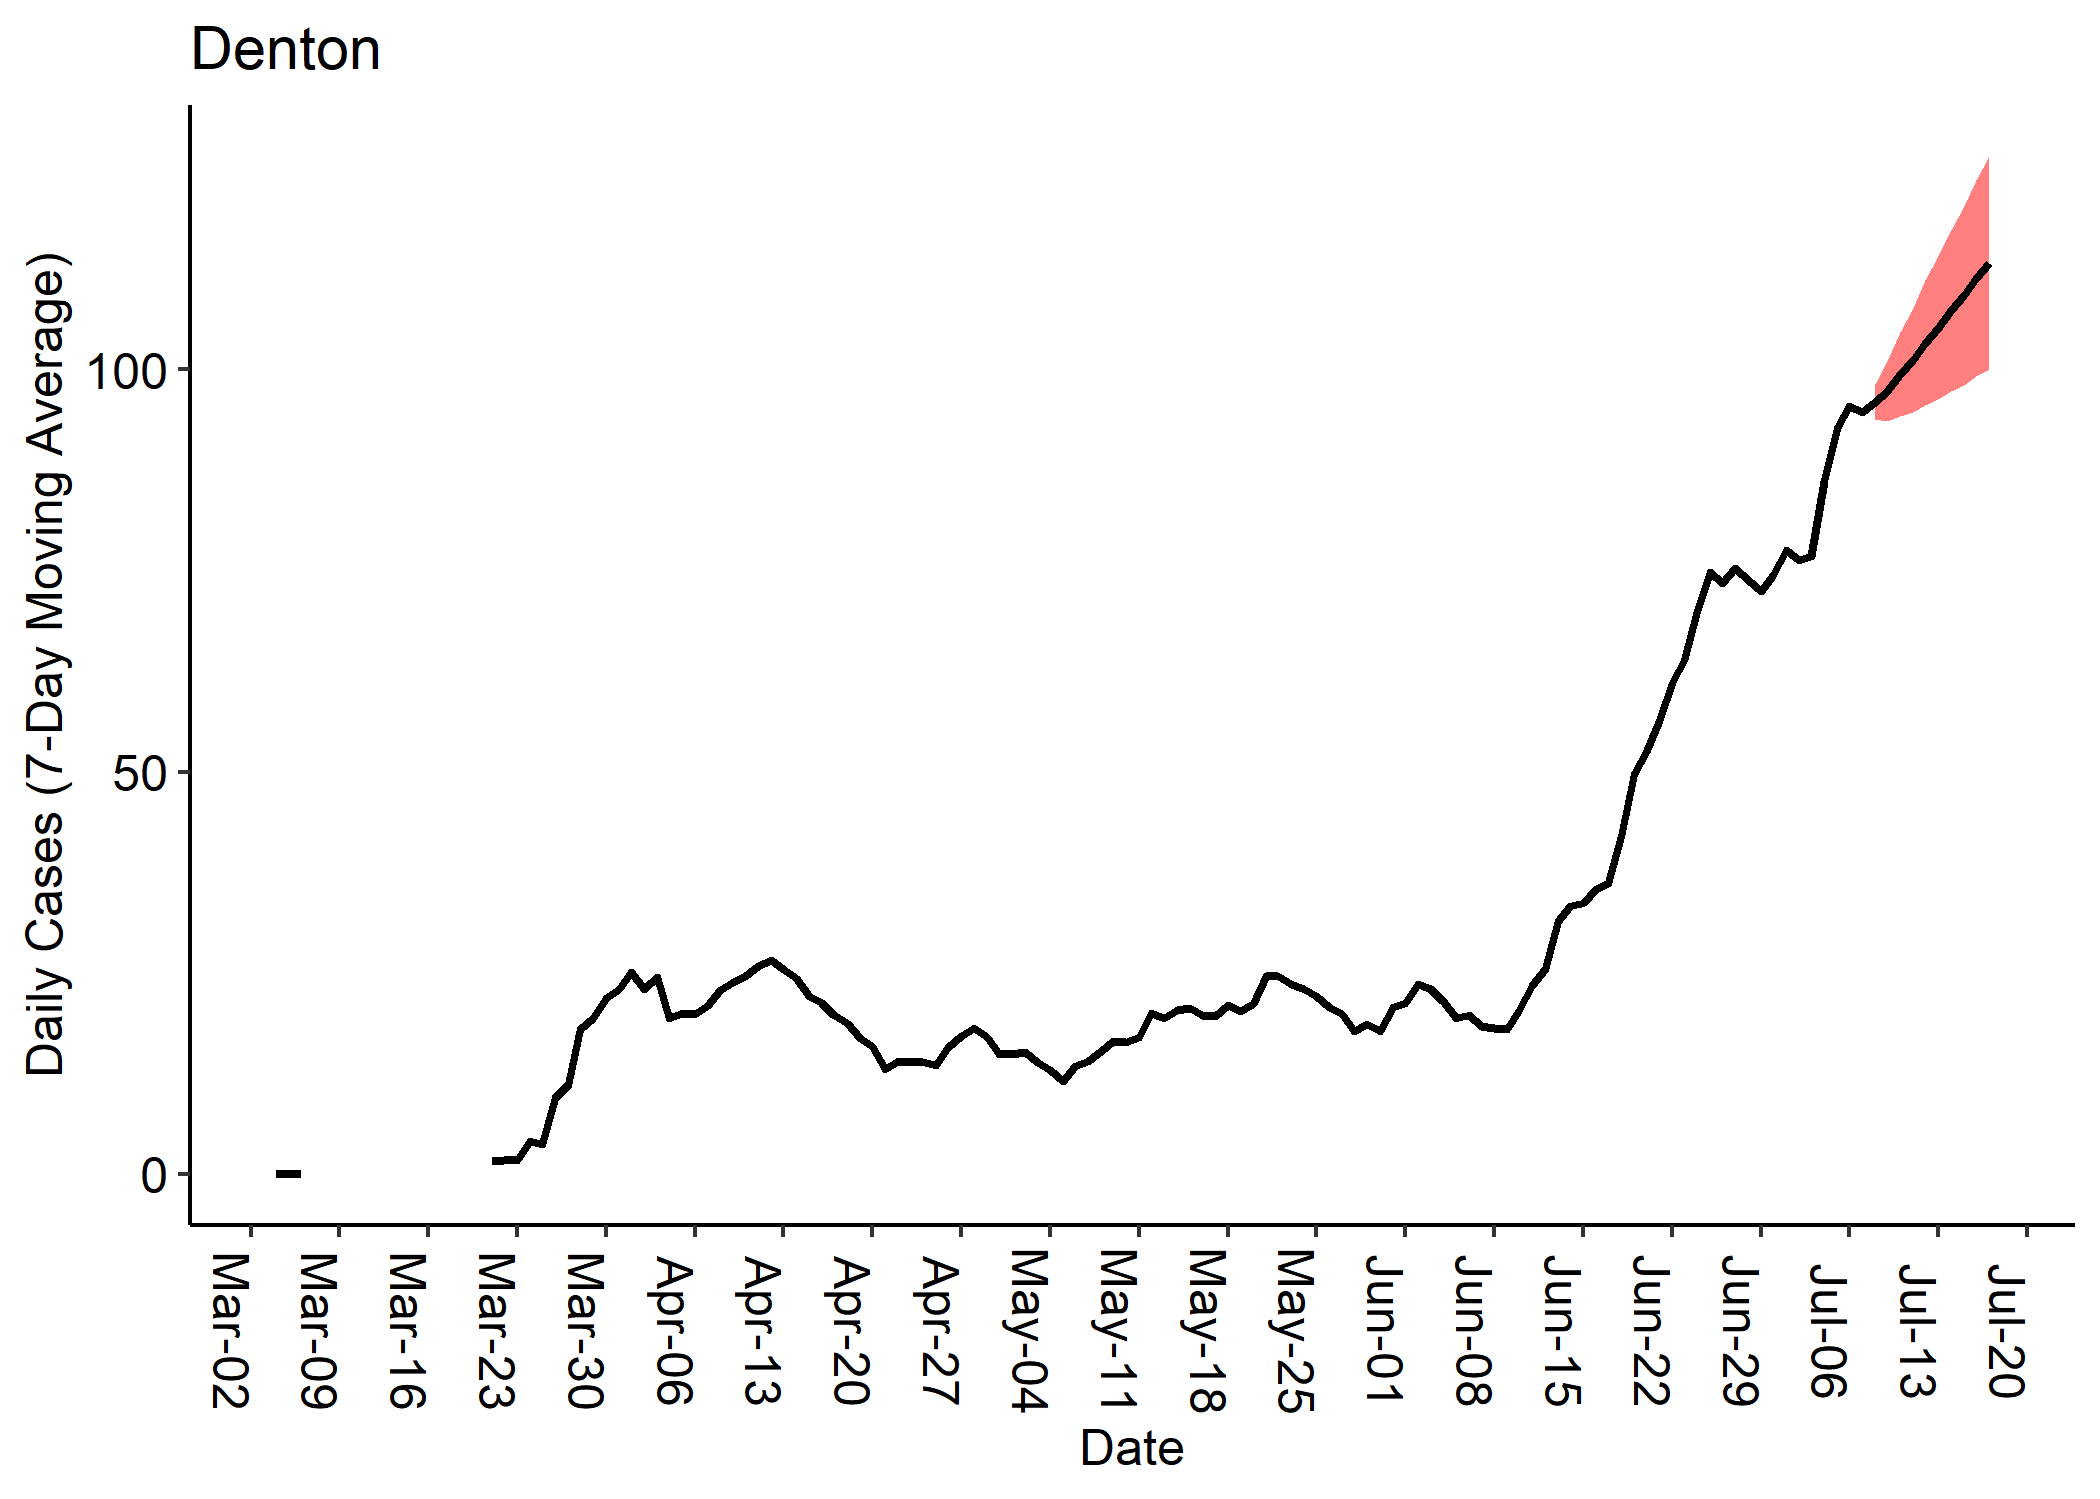 Denton
Daily Cases (7-Day Moving Average)
100
50
0
Mar-02
Mar-09
Mar-16
Mar-23
Mar-30
Apr-06
Apr-13
Apr-20
Apr-27
May-04
May-11
May-18
May-25
Jun-01
Jun-08
Jun-15
Jun-22
Jun-29
Jul-06
Jul-13
Jul-20
Date